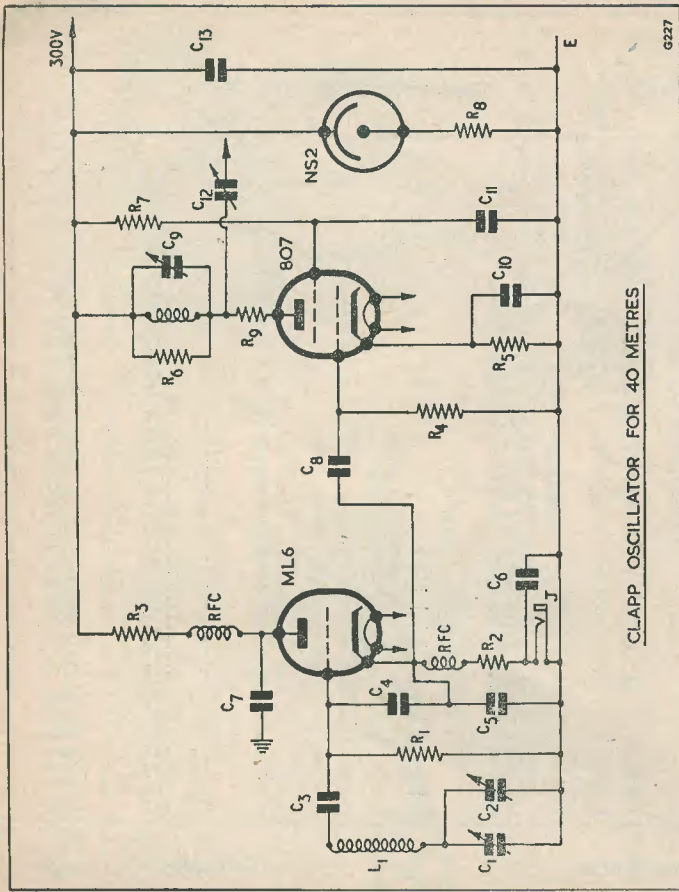 300V
C13
R3
RFC
R6
C9
R7
C12
NS2
R9
807
ML6
C7
C8
C11
R8
C3
C4
R4
R5
C10
L1
R1
RFC
R2
C5
C6
J
C1
C2
E
CLAPP OSCILLATOR FOR 40 METRES
G227